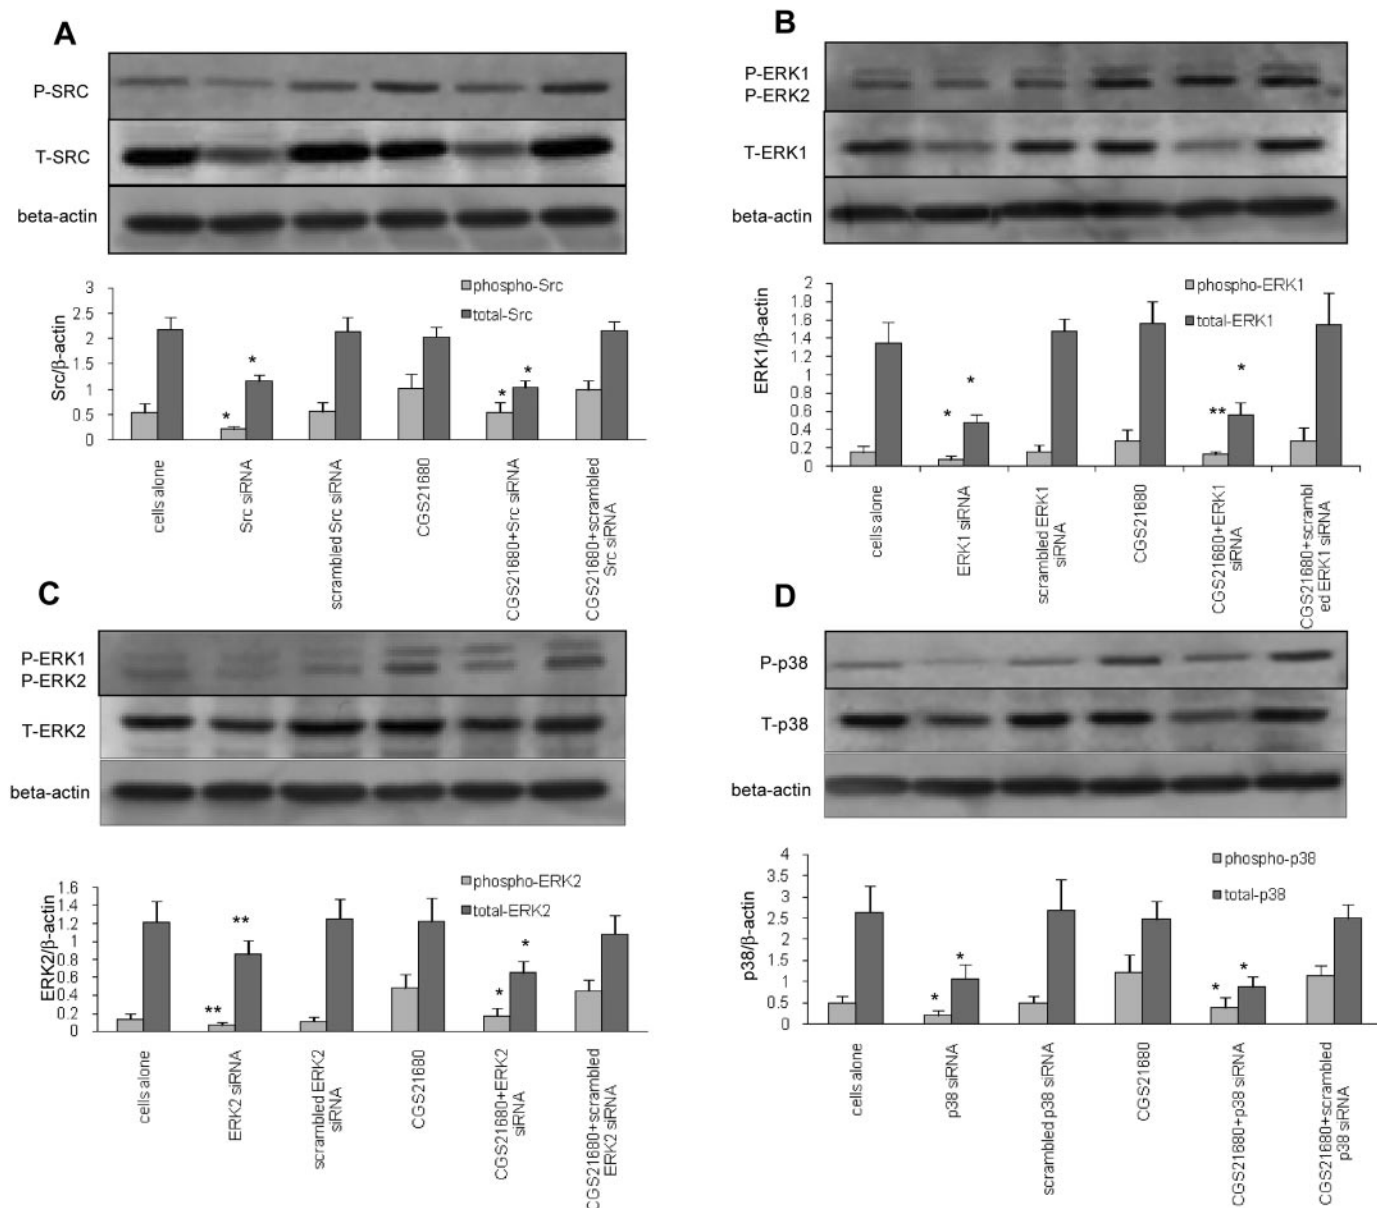 A
P-SRC
T-SRC
beta-actin
Src/β-actin
3
2.5
2
1.5
1
0.5
0
phospho-Src
total-Src
*
*
*
*
cells alone
Src siRNA
scrambled Src siRNA
CGS21680
CGS21680+Src siRNA
CGS21680+scrambled
Src siRNA
B
P-ERK1
P-ERK2
T-ERK1
beta-actin
ERK1/β-actin
2
1.8
1.6
1.4
1.2
1
0.8
0.6
0.4
0.2
0
phospho-ERK1
total-ERK1
*
*
**
*
cells alone
ERK1 siRNA
scrambled ERK1
siRNA
CGS21680
CGS21680+ERK1
siRNA
CGS21680+scrambl
ed ERK1 siRNA
C
P-ERK1
P-ERK2
T-ERK2
beta-actin
ERK2/β-actin
1.6
1.4
1.2
1
0.8
0.6
0.4
0.2
0
phospho-ERK2
total-ERK2
**
**
*
*
cells alone
ERK2 siRNA
scrambled ERK2
siRNA
CGS21680
CGS21680+ERK2
siRNA
CGS21680+scrambled
ERK2 siRNA
D
P-p38
T-p38
beta-actin
p38/β-actin
4
3.5
3
2.5
2
1.5
1
0.5
0
phospho-p38
total-p38
*
*
*
*
cells alone
p38 siRNA
scrambled p38 siRNA
CGS21680
CGS21680+p38 siRNA
CGS21680+scrambled
p38 siRNA